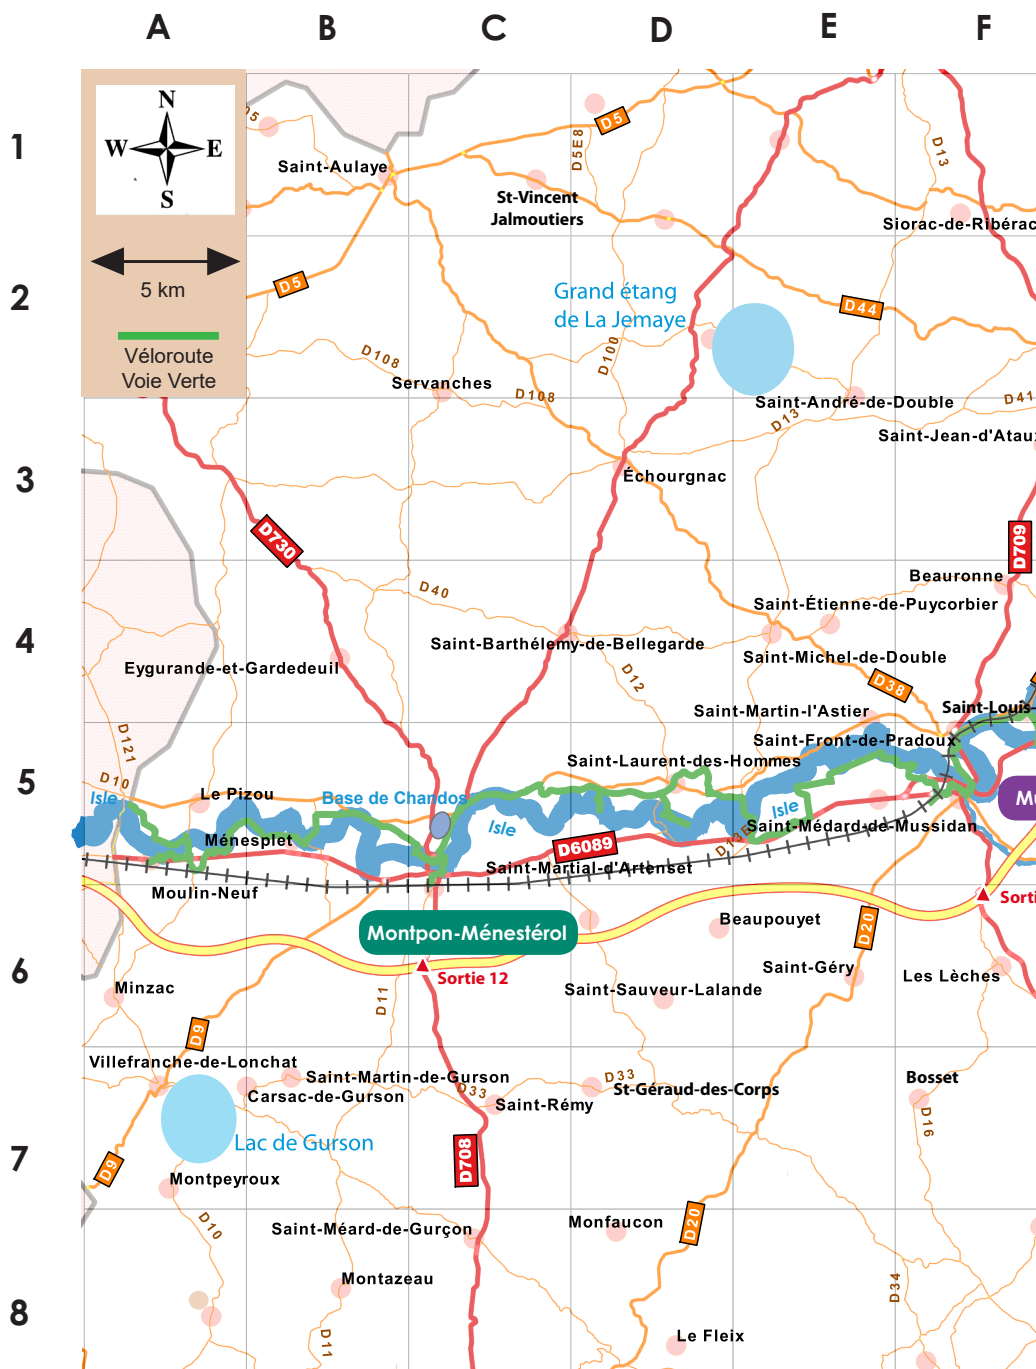 A B C D E F
1
N
W E
S
5 km
Véloroute
Voie Verte
D5
D5E8
D13
Saint-Aulaye
St-Vincent
Jalmoutiers
Siorac-de-Ribérac
2
D5
Grand étang
de La Jemaye
D44
D108
D100
Servanches
D108
Saint-André-de-Double
D41
D13
Saint-Jean-d'Ataux
3
Échourgnac
D730
D709
Beauronne
D40
Saint-Étienne-de-Puycorbier
4
Saint-Barthélemy-de-Bellegarde
Saint-Michel-de-Double
Eygurande-et-Gardedeuil
D12
D38
Saint-Martin-l'Astier
Saint-Louis-
D121
Saint-Front-de-Pradoux
Saint-Laurent-des-Hommes
5
D10
Isle
Le Pizou
Base de Chandos
Isle
Mu
Isle
Saint-Médard-de-Mussidan
Ménesplet
D6089
D13E
Saint-Martial-d'Artenset
Moulin-Neuf
Sorti
Beaupouyet
D20
Montpon-Ménestérol
6
Saint-Géry
Les Lèches
Sortie 12
Minzac
D11
Saint-Sauveur-Lalande
D9
Villefranche-de-Lonchat
Saint-Martin-de-Gurson
D33
D33
Bosset
Carsac-de-Gurson
St-Géraud-des-Corps
Saint-Rémy
D16
Lac de Gurson
7
D9
D708
Montpeyroux
D10
Saint-Méard-de-Gurçon
Monfaucon
D20
Montazeau
D34
8
D11
Le Fleix